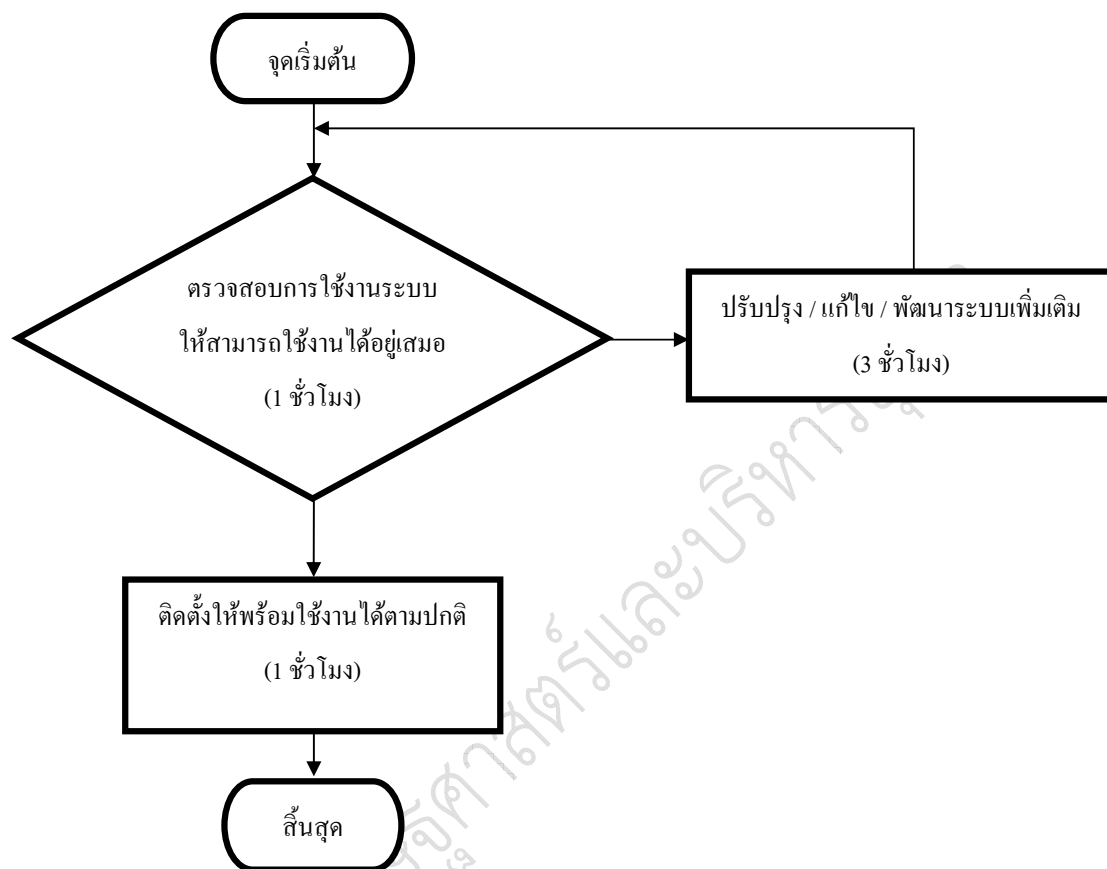 จุดเริ่มต้น
ตรวจสอบการใช้งานระบบ
ให้สามารถใช้งานได้อยู่เสมอ
(1 ชั่วโมง)
ปรับปรุง / แก้ไข / พัฒนาระบบเพิ่มเติม
(3 ชั่วโมง)
ติดตั้งให้พร้อมใช้งานได้ตามปกติ
(1 ชั่วโมง)
สิ้นสุด